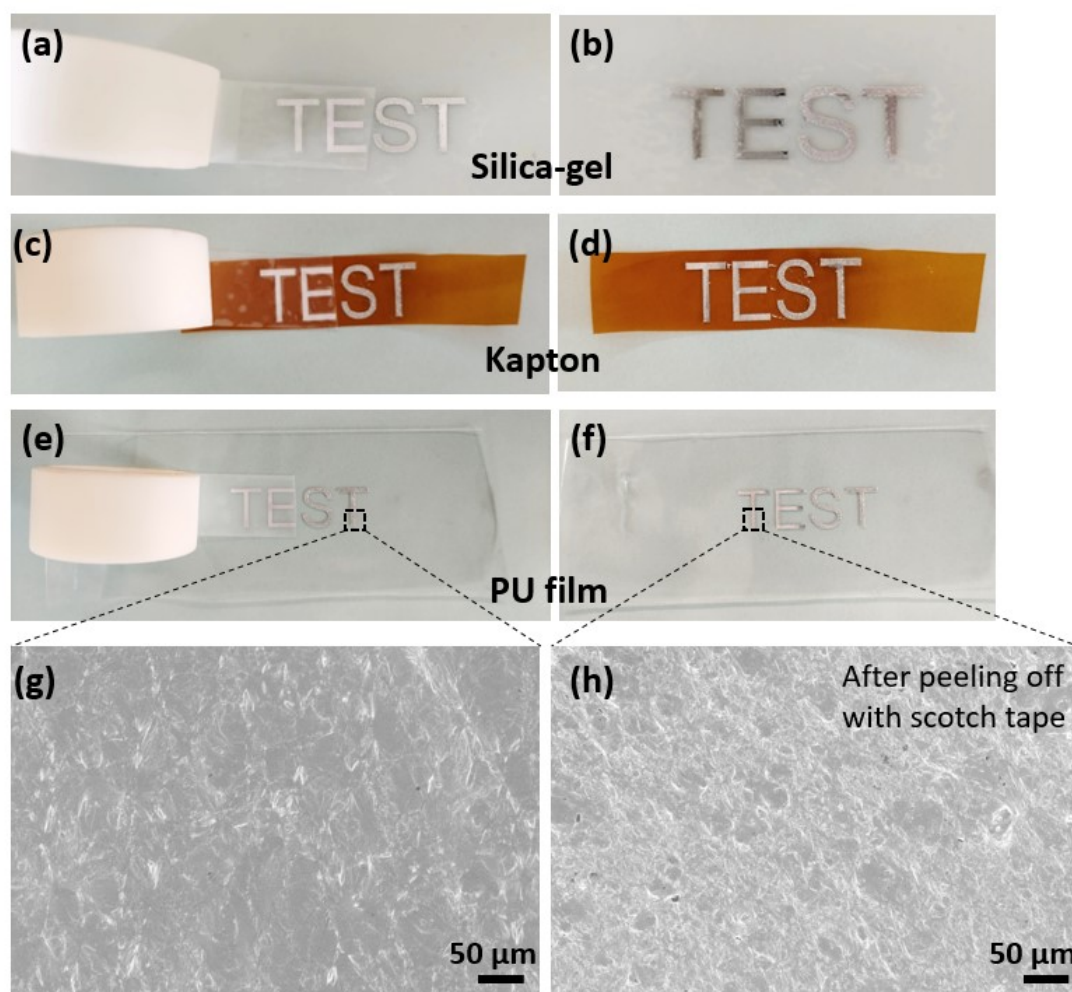 (a)
(b)
TEST
TEST
Silica-gel
(c)
(d)
TEST
TEST
Kapton
(e)
(f)
TEST
TEST
PU film
(g)
(h)
After peeling off
with scotch tape
50 μm
50 μm